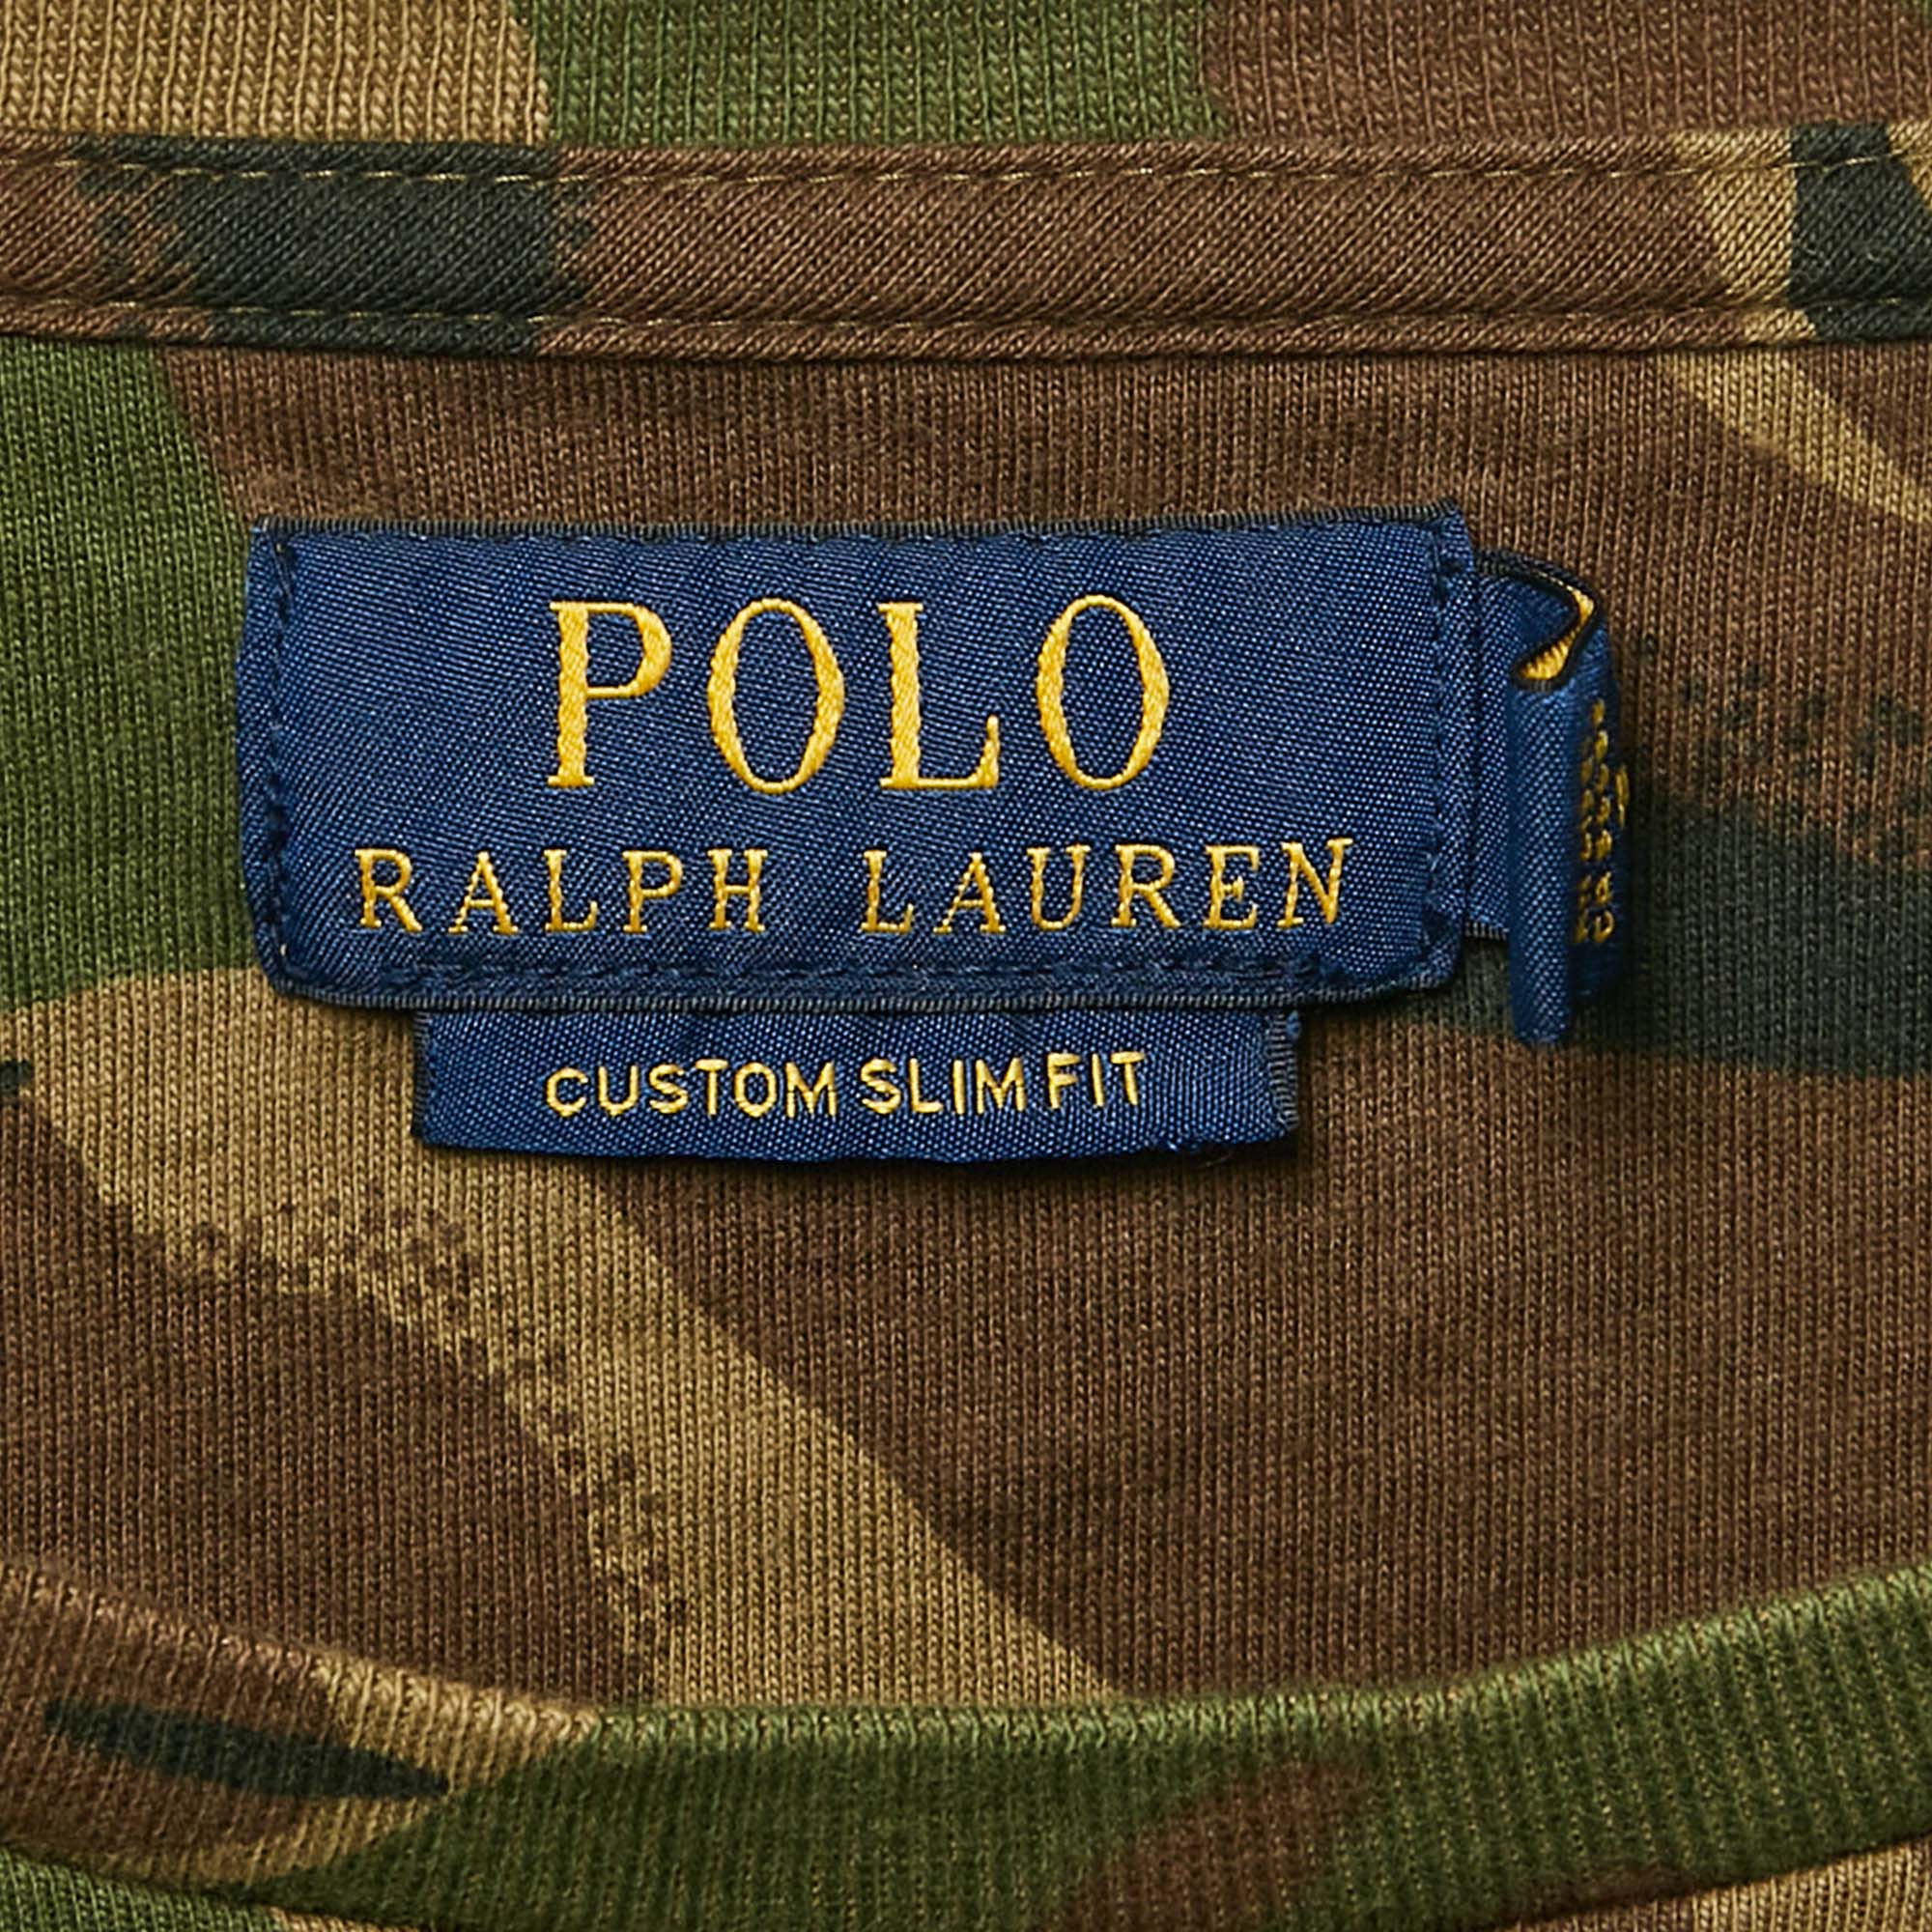 POLO
RALPH LAUREN
CUSTOM SLIM FIT